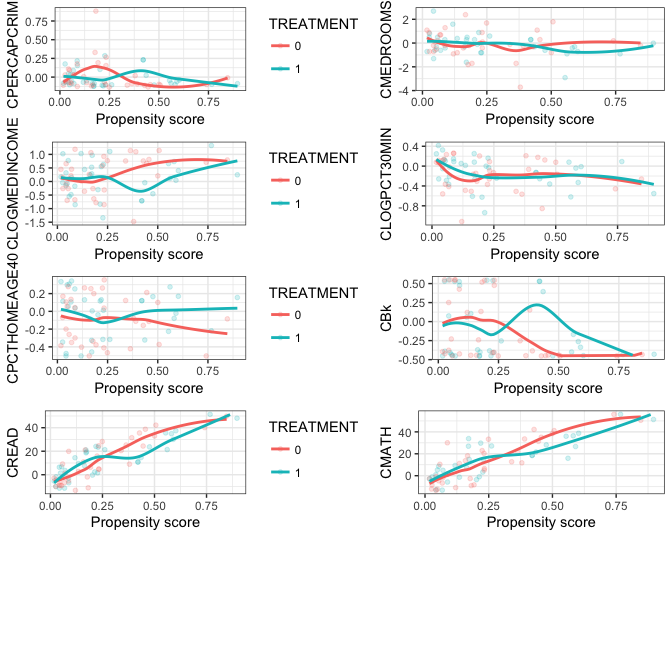 CPERCAPCRIM
0.75
0.50
0.25
0.00
0.00 0.25 0.50 0.75
Propensity score
TREATMENT
0
1
CMEDROOMS
2
0
-2
-4
0.00 0.25 0.50 0.75
Propensity score
CLOGMEDINCOME
1.0
0.5
0.0
-0.5
-1.0
-1.5
0.00 0.25 0.50 0.75
Propensity score
TREATMENT
0
1
CLOGPCT30MIN
0.4
0.0
-0.4
-0.8
0.00 0.25 0.50 0.75
Propensity score
CPCTHOMEAGE40
0.2
0.0
-0.2
-0.4
0.00 0.25 0.50 0.75
Propensity score
TREATMENT
0
1
CBk
0.50
0.25
0.00
-0.25
-0.50
0.00 0.25 0.50 0.75
Propensity score
CREAD
40
20
0
0.00 0.25 0.50 0.75
Propensity score
TREATMENT
0
1
CMATH
40
20
0
0.00 0.25 0.50 0.75
Propensity score